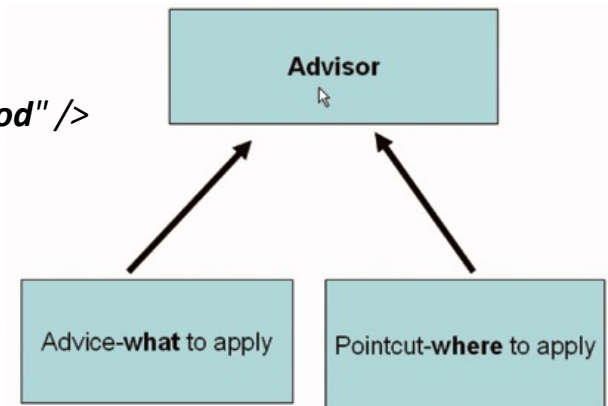 Advisor
od" />
Advice-what to apply
Pointcut-where to apply